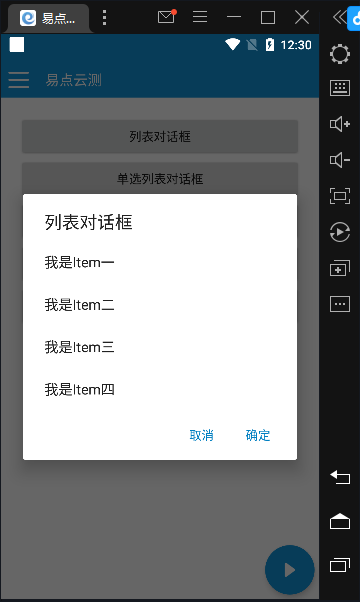 易点...
12:30
易点云测
列表对话框
单选列表对话框
列表对话框
我是Item一
我是Item二
我是Item三
我是Item四
取消 确定